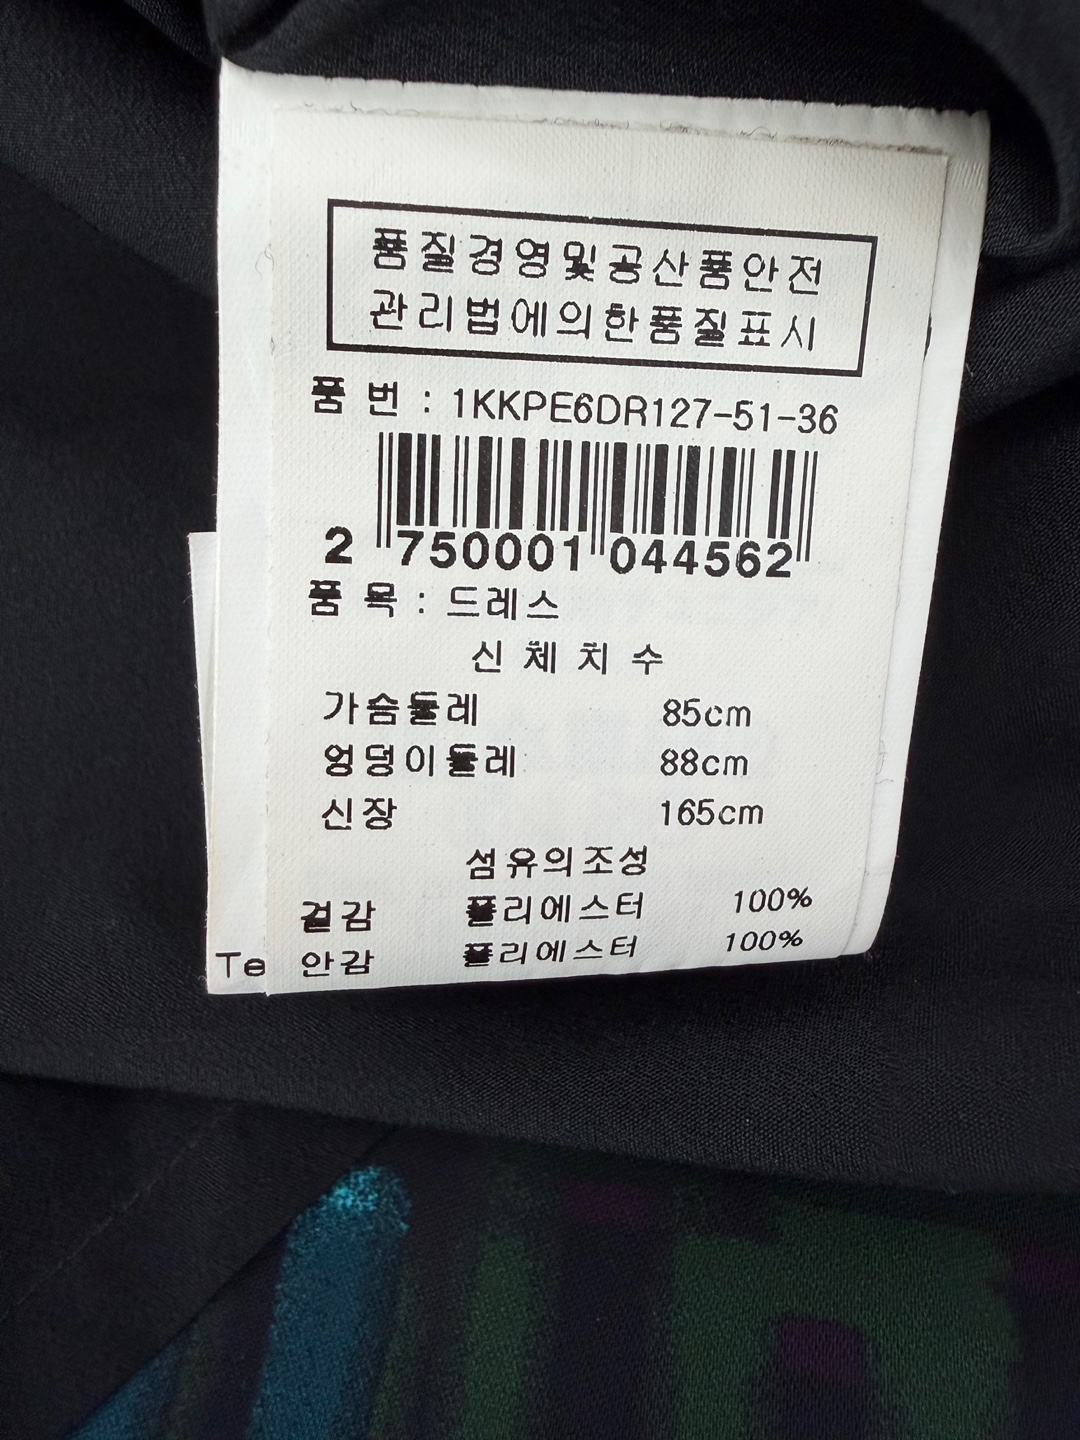 품질경영및공산품안전
관리법에의한품질표시
품 번 : 1KKPE6DR127-51-36
2 750001 044562
품 목 : 드레스
신 체 치 수
가슴둘레 85cm
엉덩이둘레 88cm
신장 165cm
섬유의조성
겉감 폴리에스터 100%
안감 폴리에스터 100%
Te